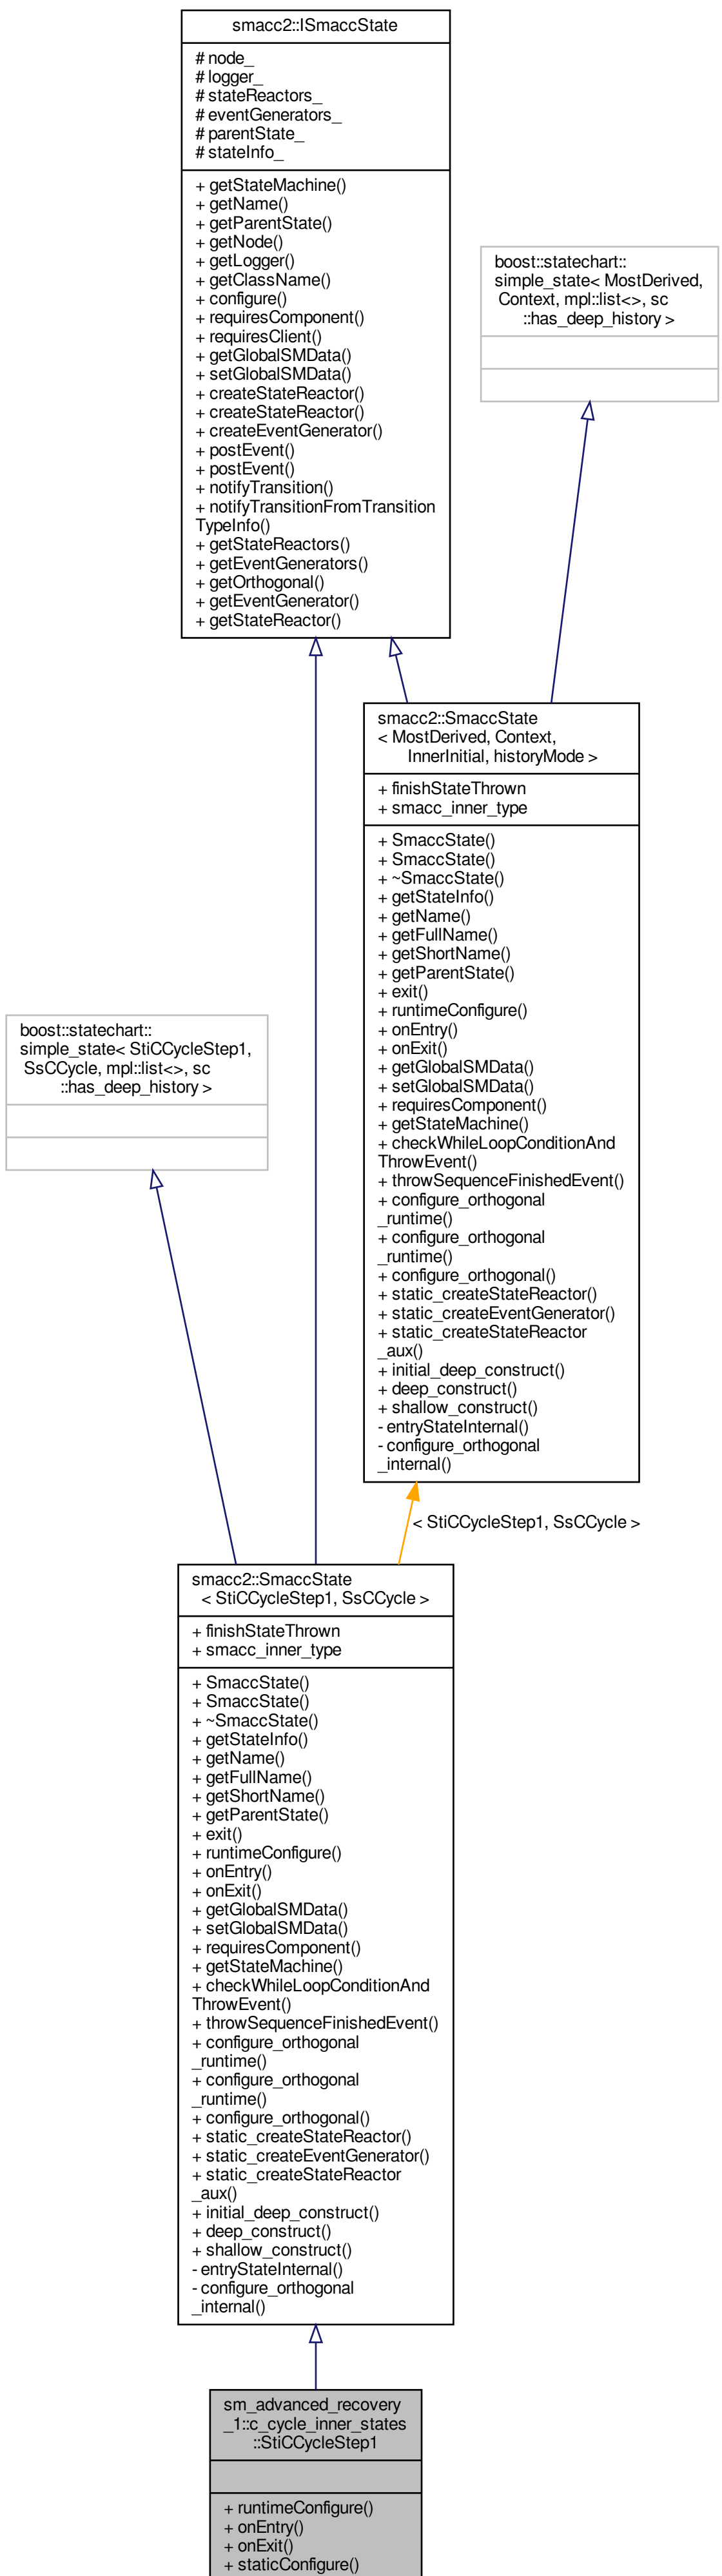 smacc2::ISmaccState
# node_
# logger_
# stateReactors_
# eventGenerators_
# parentState_
# stateInfo_
+ getStateMachine()
+ getName()
+ getParentState()
+ getNode()
+ getLogger()
+ getClassName()
+ configure()
+ requiresComponent()
+ requiresClient()
+ getGlobalSMData()
+ setGlobalSMData()
+ createStateReactor()
+ createStateReactor()
+ createEventGenerator()
+ postEvent()
+ postEvent()
+ notifyTransition()
+ notifyTransitionFromTransition
TypeInfo()
+ getStateReactors()
+ getEventGenerators()
+ getOrthogonal()
+ getEventGenerator()
+ getStateReactor()
boost::statechart::
simple_state< MostDerived,
Context, mpl::list<>, sc
::has_deep_history >
smacc2::SmaccState
< MostDerived, Context,
InnerInitial, historyMode >
+ finishStateThrown
+ smacc_inner_type
+ SmaccState()
+ SmaccState()
+ ~SmaccState()
+ getStateInfo()
+ getName()
+ getFullName()
+ getShortName()
+ getParentState()
+ exit()
+ runtimeConfigure()
+ onEntry()
+ onExit()
+ getGlobalSMData()
+ setGlobalSMData()
+ requiresComponent()
+ getStateMachine()
+ checkWhileLoopConditionAnd
ThrowEvent()
+ throwSequenceFinishedEvent()
+ configure_orthogonal
_runtime()
+ configure_orthogonal
_runtime()
+ configure_orthogonal()
+ static_createStateReactor()
+ static_createEventGenerator()
+ static_createStateReactor
_aux()
+ initial_deep_construct()
+ deep_construct()
+ shallow_construct()
- entryStateInternal()
- configure_orthogonal
_internal()
boost::statechart::
simple_state< StiCCycleStep1,
SsCCycle, mpl::list<>, sc
::has_deep_history >
< StiCCycleStep1, SsCCycle >
smacc2::SmaccState
< StiCCycleStep1, SsCCycle >
+ finishStateThrown
+ smacc_inner_type
+ SmaccState()
+ SmaccState()
+ ~SmaccState()
+ getStateInfo()
+ getName()
+ getFullName()
+ getShortName()
+ getParentState()
+ exit()
+ runtimeConfigure()
+ onEntry()
+ onExit()
+ getGlobalSMData()
+ setGlobalSMData()
+ requiresComponent()
+ getStateMachine()
+ checkWhileLoopConditionAnd
ThrowEvent()
+ throwSequenceFinishedEvent()
+ configure_orthogonal
_runtime()
+ configure_orthogonal
_runtime()
+ configure_orthogonal()
+ static_createStateReactor()
+ static_createEventGenerator()
+ static_createStateReactor
_aux()
+ initial_deep_construct()
+ deep_construct()
+ shallow_construct()
- entryStateInternal()
- configure_orthogonal
_internal()
sm_advanced_recovery
_1::c_cycle_inner_states
::StiCCycleStep1
+ runtimeConfigure()
+ onEntry()
+ onExit()
+ staticConfigure()